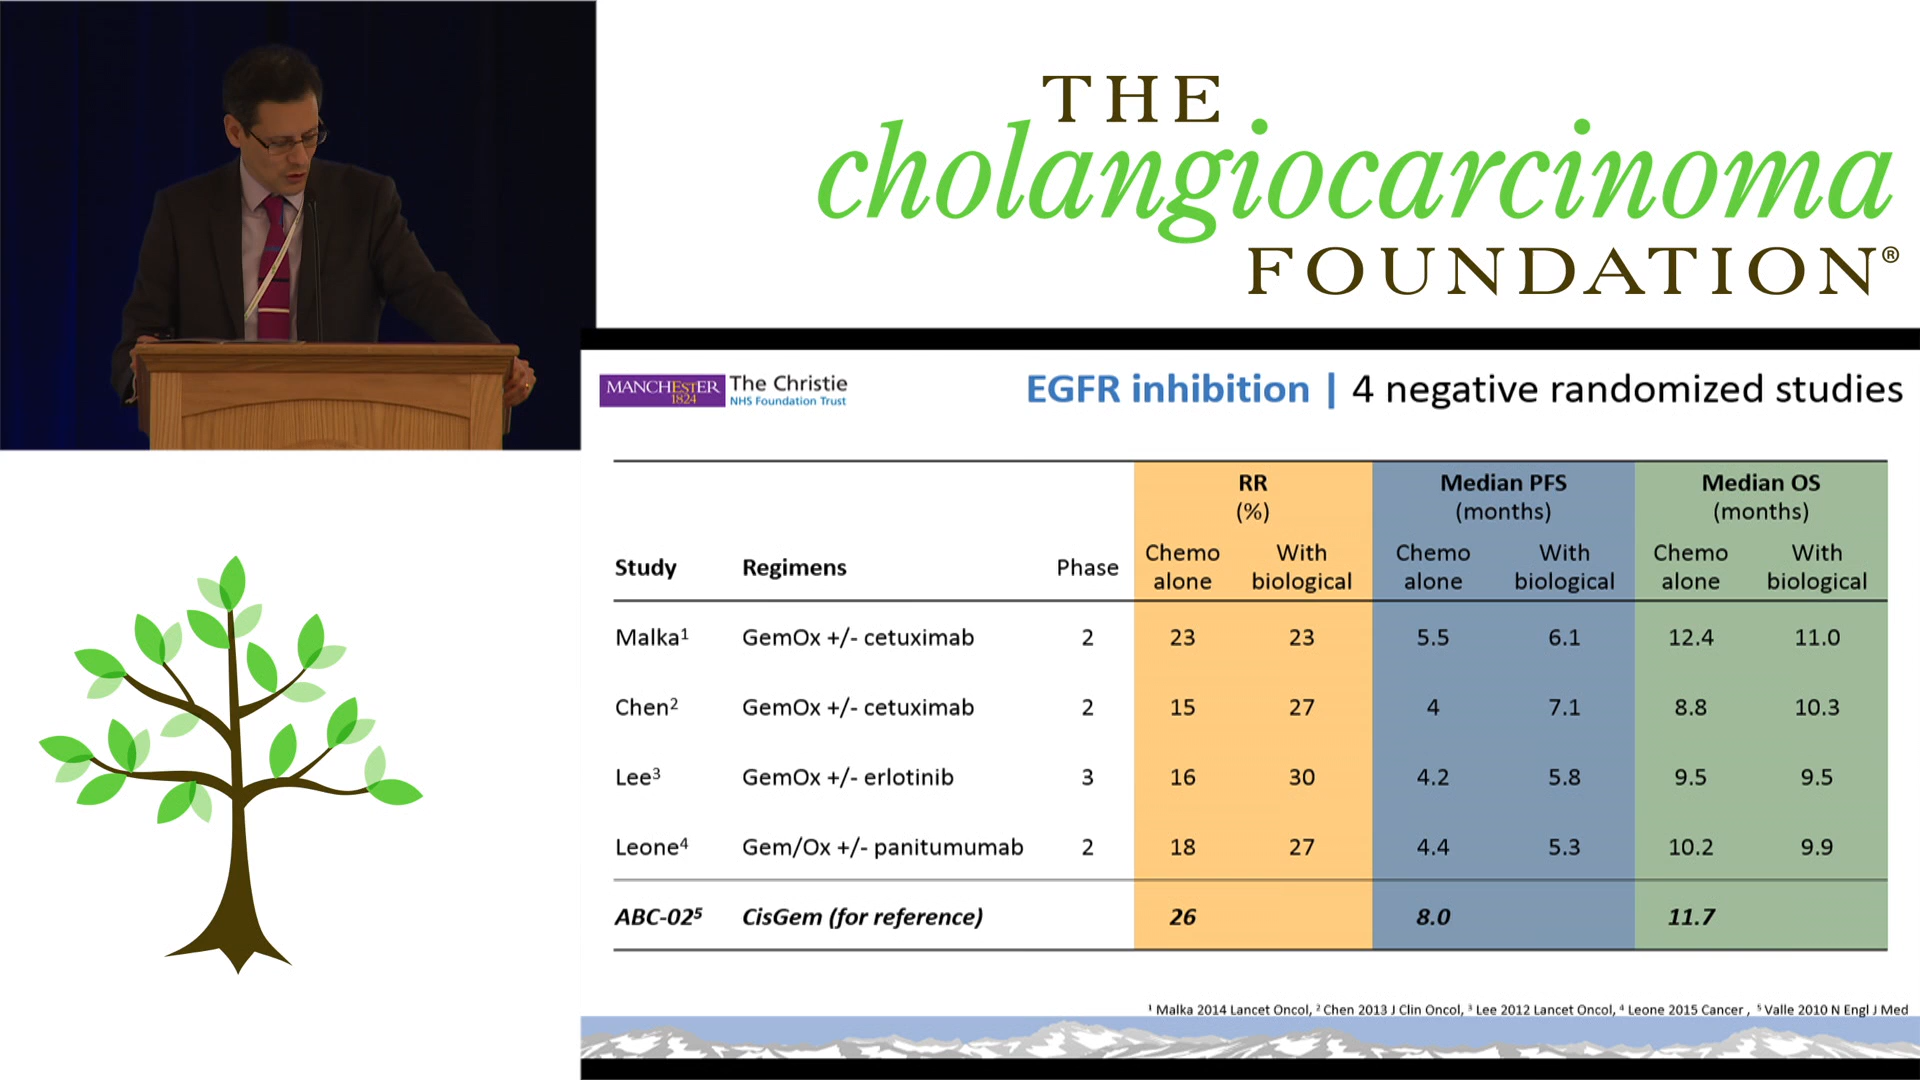 THE
cholangiocarcinoma
FOUNDATION®
MANCHESTER
1824
The Christie
NHS Foundation Trust
EGFR inhibition | 4 negative randomized studies
RR Median PFS Median OS
(%) (months) (months)
Chemo With Chemo With Chemo With
Study Regimens Phase alone biological alone biological alone biological
Malka¹ GemOx +/- cetuximab 2 23 23 5.5 6.1 12.4 11.0
Chen² GemOx +/- cetuximab 2 15 27 4 7.1 8.8 10.3
Lee³ GemOx +/- erlotinib 3 16 30 4.2 5.8 9.5 9.5
Leone⁴ Gem/Ox +/- panitumumab 2 18 27 4.4 5.3 10.2 9.9
ABC-02⁵ CisGem (for reference) 26 8.0 11.7
¹ Malka 2014 Lancet Oncol, ² Chen 2013 J Clin Oncol, ³ Lee 2012 Lancet Oncol, ⁴ Leone 2015 Cancer , ⁵ Valle 2010 N Engl J Med